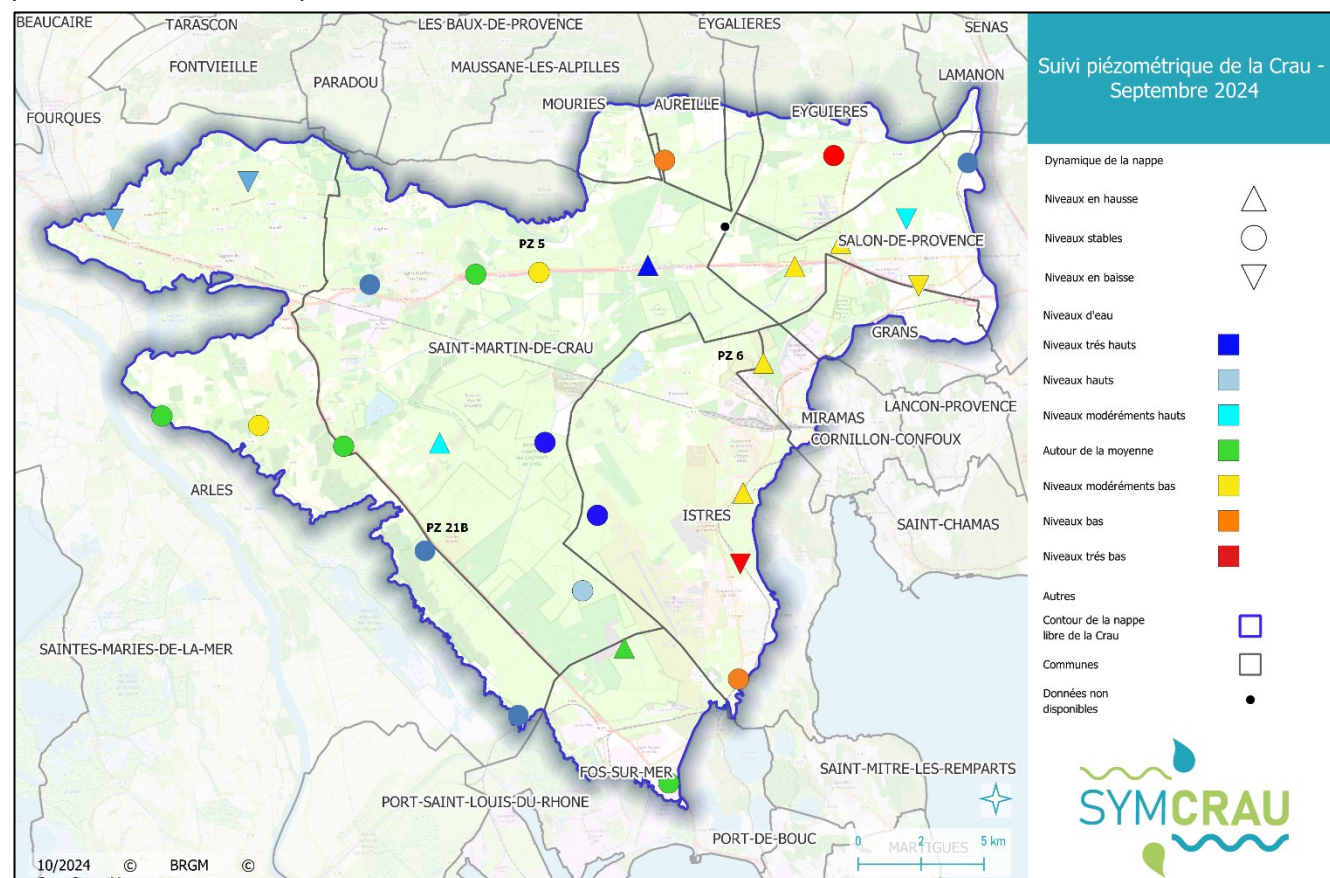 BEAUCAIRE
TARASCON
LES BAUX-DE-PROVENCE
EYGALIERES
SENAS
FONTVIEILLE
PARADOU
MAUSSANE-LES-ALPILLES
LAMANON
MOURIES
AUREILLE
EYGUIERES
FOURQUES
PZ 5
SALON-DE-PROVENCE
SAINT-MARTIN-DE-CRAU
GRANS
PZ 6
MIRAMAS
LANCON-PROVENCE
CORNILLON-CONFOUX
ARLES
ISTRES
SAINT-CHAMAS
PZ 21B
SAINTES-MARIES-DE-LA-MER
FOS-SUR-MER
SAINT-MITRE-LES-REMPARTS
PORT-SAINT-LOUIS-DU-RHONE
PORT-DE-BOUC
MARTIGUES
0 2 5 km
10/2024 © BRGM ©
Suivi piézométrique de la Crau -
Septembre 2024
Dynamique de la nappe
Niveaux en hausse
Niveaux stables
Niveaux en baisse
Niveaux d'eau
Niveaux trés hauts
Niveaux hauts
Niveaux modéréments hauts
Autour de la moyenne
Niveaux modéréments bas
Niveaux bas
Niveaux trés bas
Autres
Contour de la nappe
libre de la Crau
Communes
Données non
disponibles
SYMCRAU